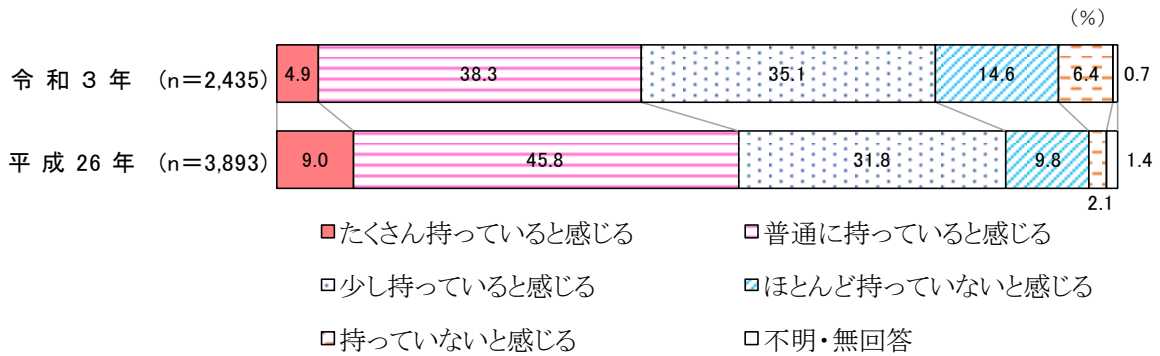 (%)
令和3年 (n=2,435) 4.9 38.3 35.1 14.6 6.4 0.7
平成26年 (n=3,893) 9.0 45.8 31.8 9.8 1.4
2.1
たくさん持っていると感じる 普通に持っていると感じる
少し持っていると感じる ほとんど持っていないと感じる
持っていないと感じる 不明・無回答